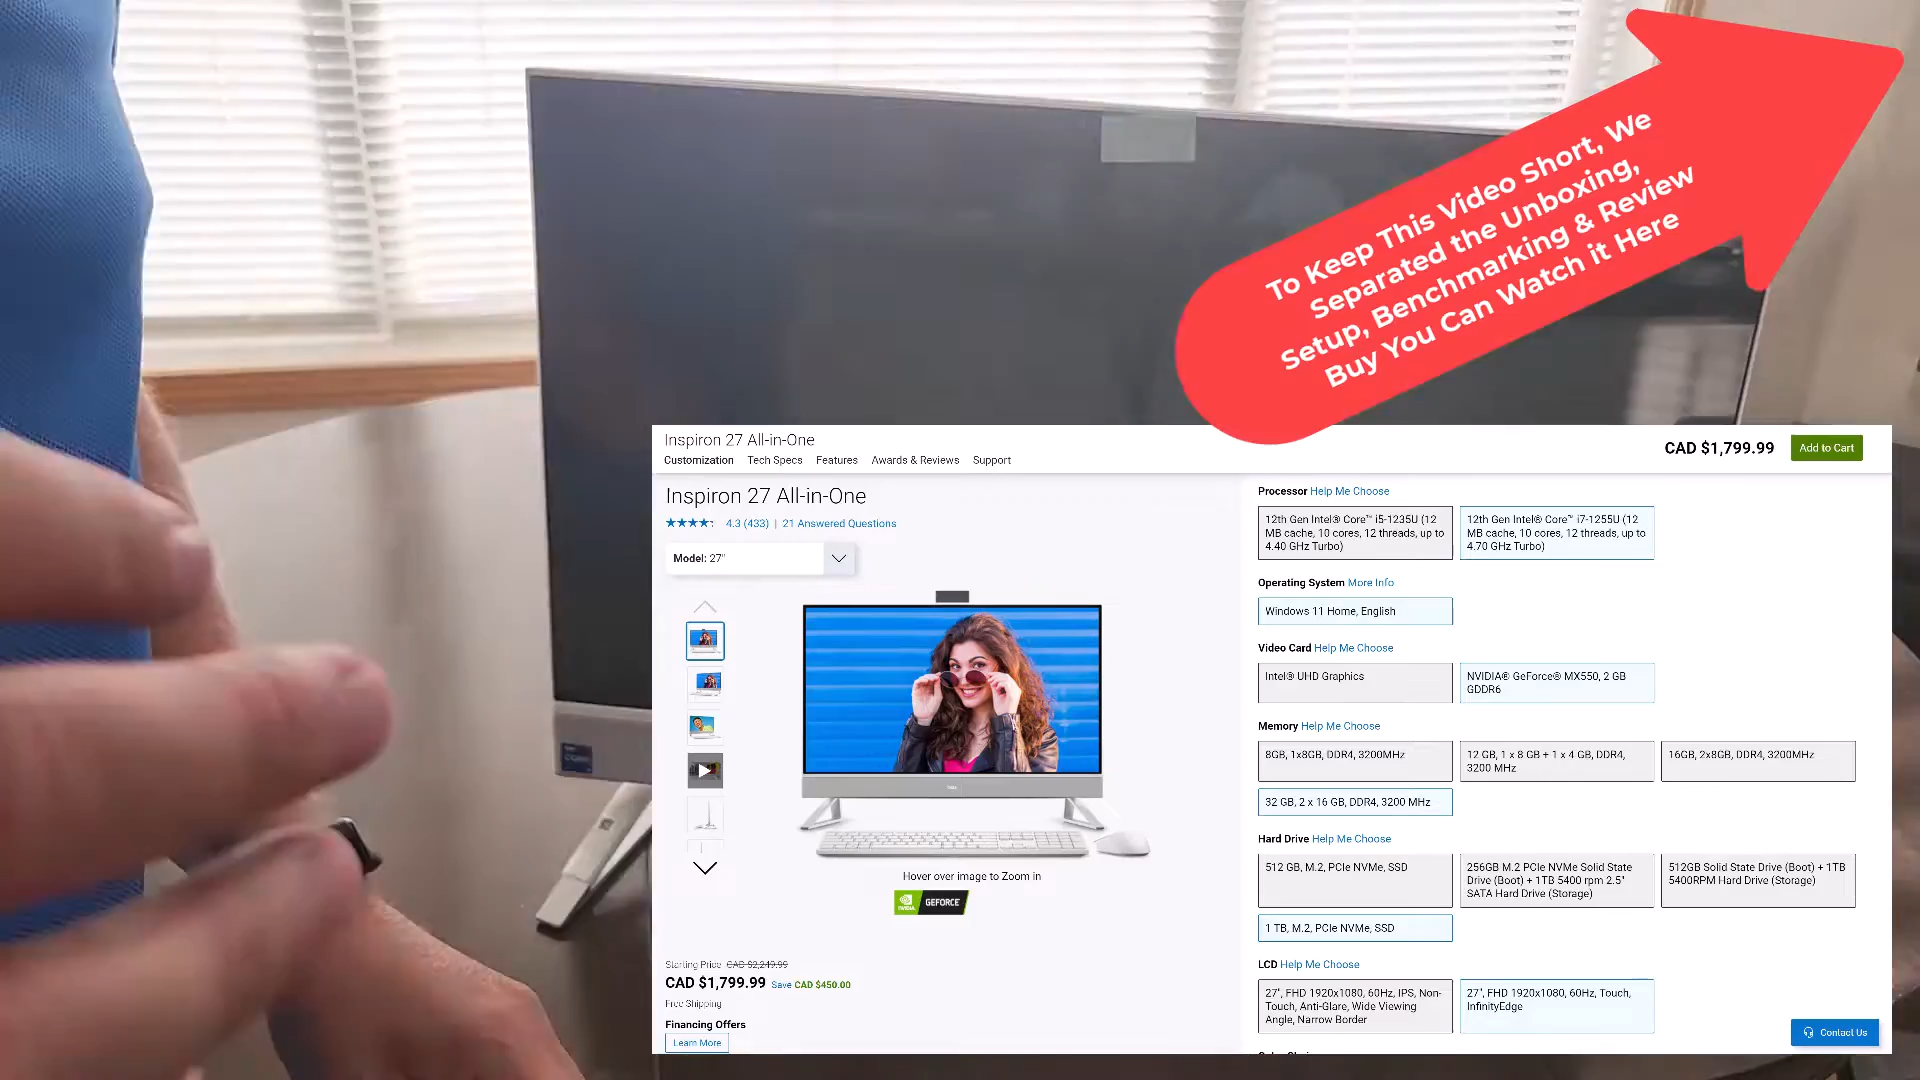 To Keep This Video Short, We
Separated the Unboxing,
Setup, Benchmarking & Review
Buy You Can Watch it Here
Inspiron 27 All-in-One
Customization Tech Specs Features Awards & Reviews Support
CAD $1,799.99 Add to Cart
Inspiron 27 All-in-One
4.3 (433) | 21 Answered Questions
Model: 27"
Hover over image to Zoom in
NVIDIA GEFORCE
Starting Price CAD $2,249.99
CAD $1,799.99 Save CAD $450.00
Free Shipping
Financing Offers
Learn More
Processor Help Me Choose
12th Gen Intel® Core™ i5-1235U (12
MB cache, 10 cores, 12 threads, up to
4.40 GHz Turbo)
12th Gen Intel® Core™ i7-1255U (12
MB cache, 10 cores, 12 threads, up to
4.70 GHz Turbo)
Operating System More Info
Windows 11 Home, English
Video Card Help Me Choose
Intel® UHD Graphics
NVIDIA® GeForce® MX550, 2 GB
GDDR6
Memory Help Me Choose
8GB, 1x8GB, DDR4, 3200MHz
12 GB, 1 x 8 GB + 1 x 4 GB, DDR4,
3200 MHz
16GB, 2x8GB, DDR4, 3200MHz
32 GB, 2 x 16 GB, DDR4, 3200 MHz
Hard Drive Help Me Choose
512 GB, M.2, PCIe NVMe, SSD
256GB M.2 PCIe NVMe Solid State
Drive (Boot) + 1TB 5400 rpm 2.5"
SATA Hard Drive (Storage)
512GB Solid State Drive (Boot) + 1TB
5400RPM Hard Drive (Storage)
1 TB, M.2, PCIe NVMe, SSD
LCD Help Me Choose
27", FHD 1920x1080, 60Hz, IPS, Non-
Touch, Anti-Glare, Wide Viewing
Angle, Narrow Border
27", FHD 1920x1080, 60Hz, Touch,
InfinityEdge
Contact Us